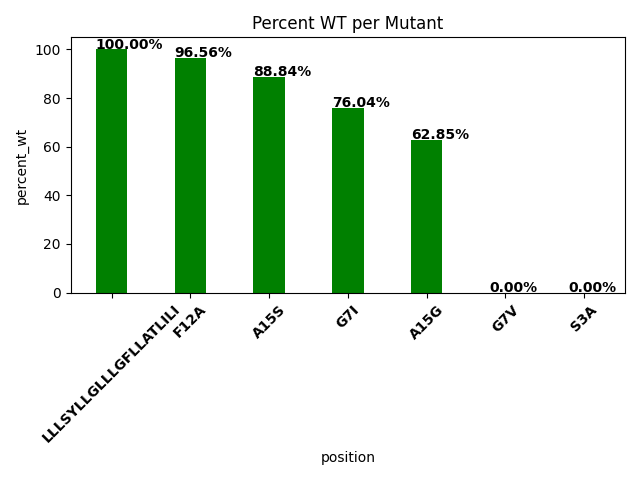 Percent WT per Mutant
percent_wt
100
80
60
40
20
0
100.00%
96.56%
88.84%
76.04%
62.85%
0.00%
0.00%
LLLSYLLGLLLGFLLATLILI
F12A
A15S
G7I
A15G
G7V
S3A
position